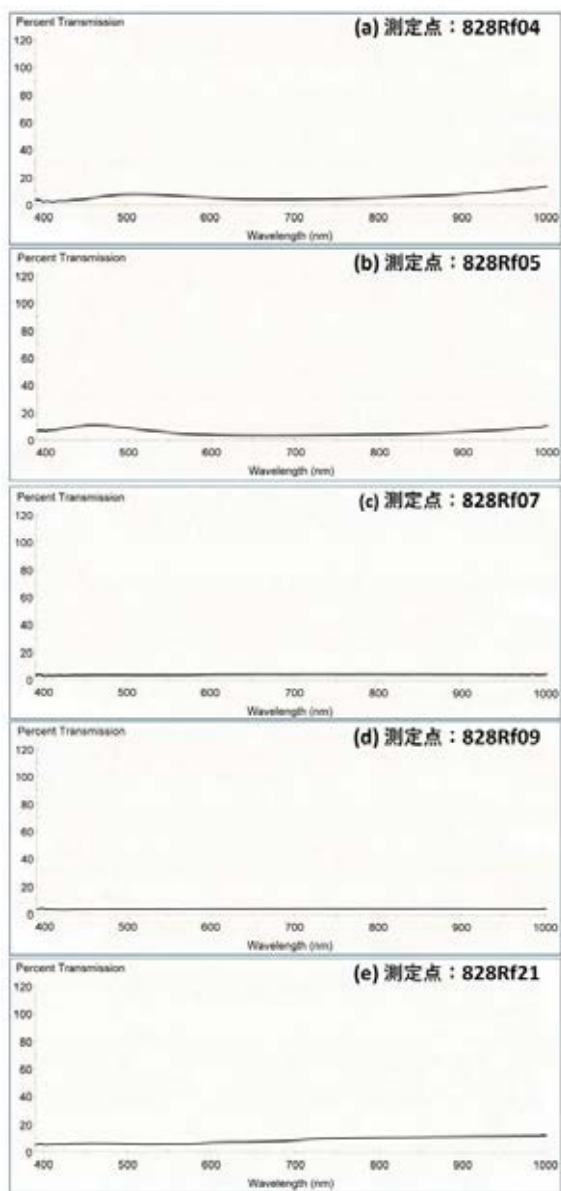 Percent Transmission
(a) 測定点：828Rf04
120
100
80
60
40
20
0
400 500 600 700 800 900 1000
Wavelength (nm)
Percent Transmission
(b) 測定点：828Rf05
120
100
80
60
40
20
0
400 500 600 700 800 900 1000
Wavelength (nm)
Percent Transmission
(c) 測定点：828Rf07
120
100
80
60
40
20
0
400 500 600 700 800 900 1000
Wavelength (nm)
Percent Transmission
(d) 測定点：828Rf09
120
100
80
60
40
20
0
400 500 600 700 800 900 1000
Wavelength (nm)
Percent Transmission
(e) 測定点：828Rf21
120
100
80
60
40
20
0
400 500 600 700 800 900 1000
Wavelength (nm)